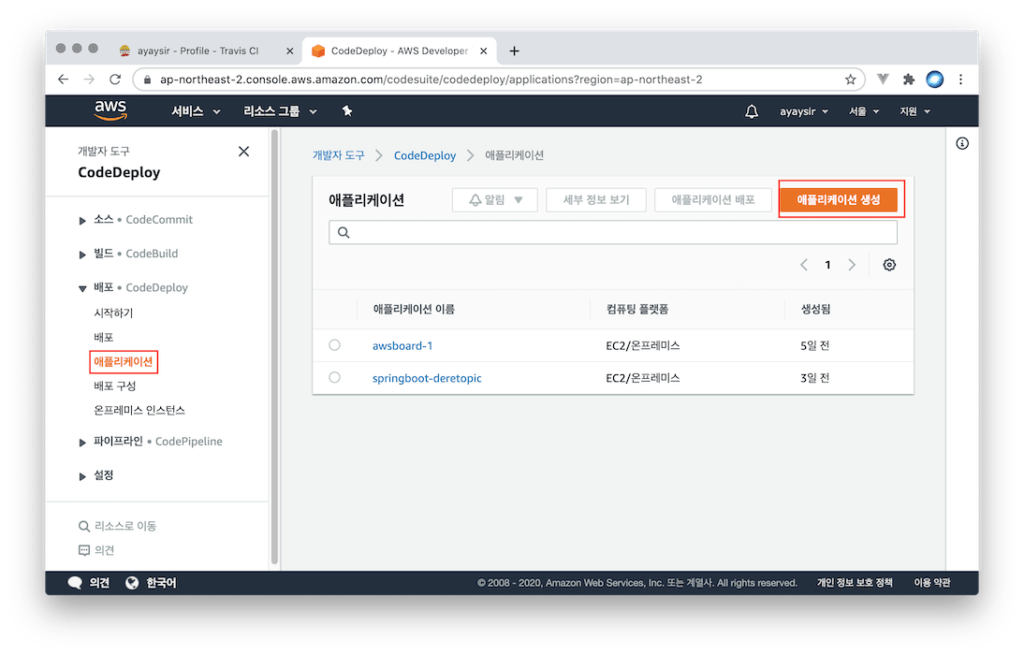 ayaysir - Profile - Travis CI
CodeDeploy - AWS Developer
ap-northeast-2.console.aws.amazon.com/codesuite/codedeploy/applications?region=ap-northeast-2
aws 서비스 리소스 그룹 ayaysir 서울 지원
개발자 도구
CodeDeploy
소스 • CodeCommit
빌드 • CodeBuild
배포 • CodeDeploy
시작하기
배포
애플리케이션
배포 구성
온프레미스 인스턴스
파이프라인 • CodePipeline
설정
리소스로 이동
의견
개발자 도구 > CodeDeploy > 애플리케이션
애플리케이션 알림 세부 정보 보기 애플리케이션 배포 애플리케이션 생성
1
애플리케이션 이름 컴퓨팅 플랫폼 생성됨
awsboard-1 EC2/온프레미스 5일 전
springboot-deretopic EC2/온프레미스 3일 전
의견 한국어 © 2008 - 2020, Amazon Web Services, Inc. 또는 계열사. All rights reserved. 개인 정보 보호 정책 이용 약관